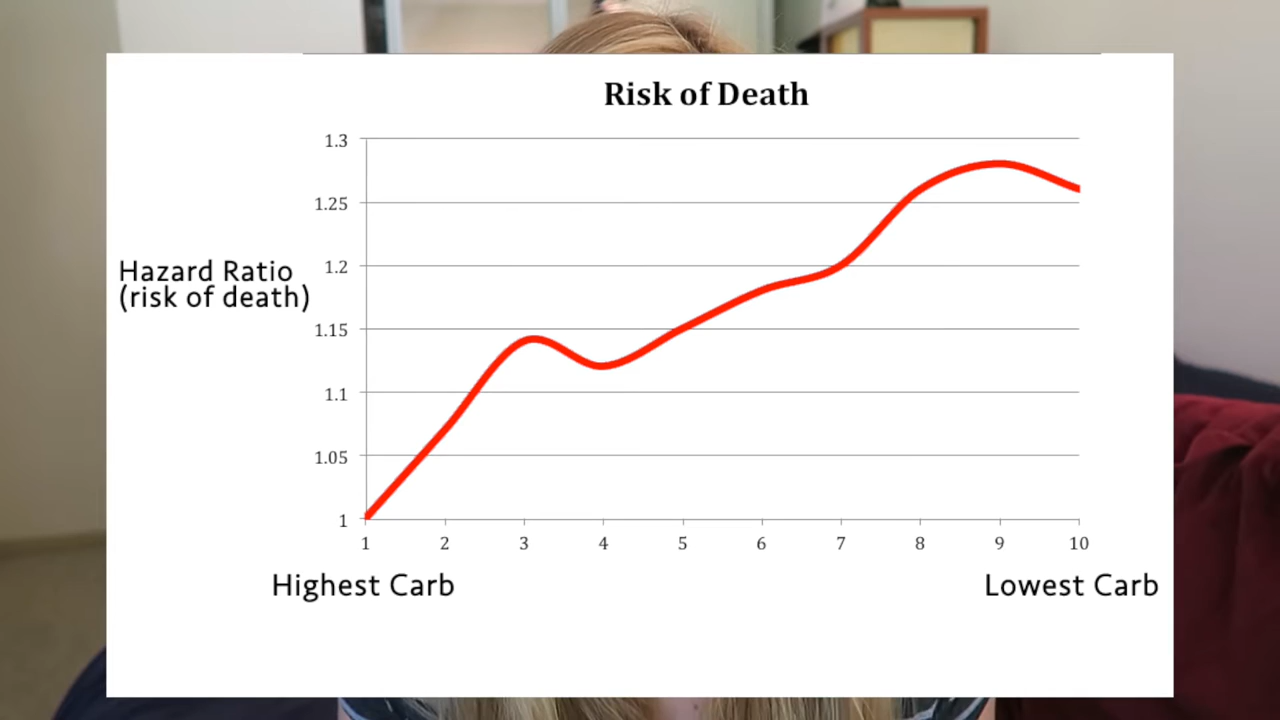 Risk of Death
1.3
1.25
1.2
1.15
1.1
1.05
1
Hazard Ratio
(risk of death)
1 2 3 4 5 6 7 8 9 10
Highest Carb Lowest Carb